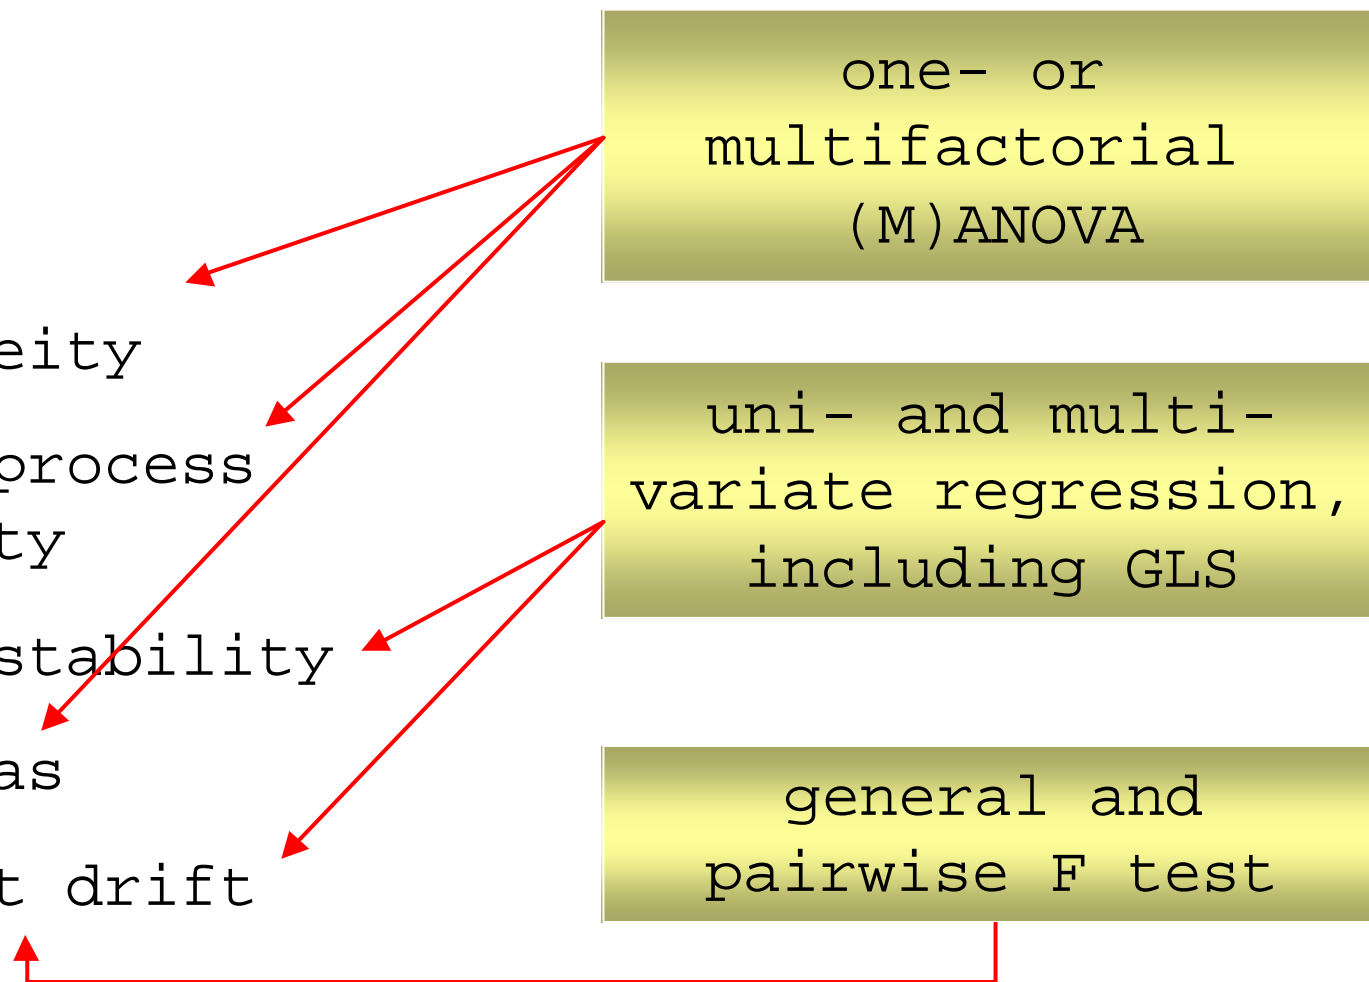 one- or
multifactorial
(M)ANOVA
eity
process
ty
stability
as
t drift
uni- and multi-
variate regression,
including GLS
general and
pairwise F test